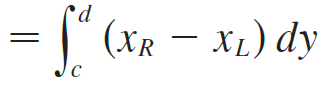 = ∫_c^d (x_R − x_L) dy